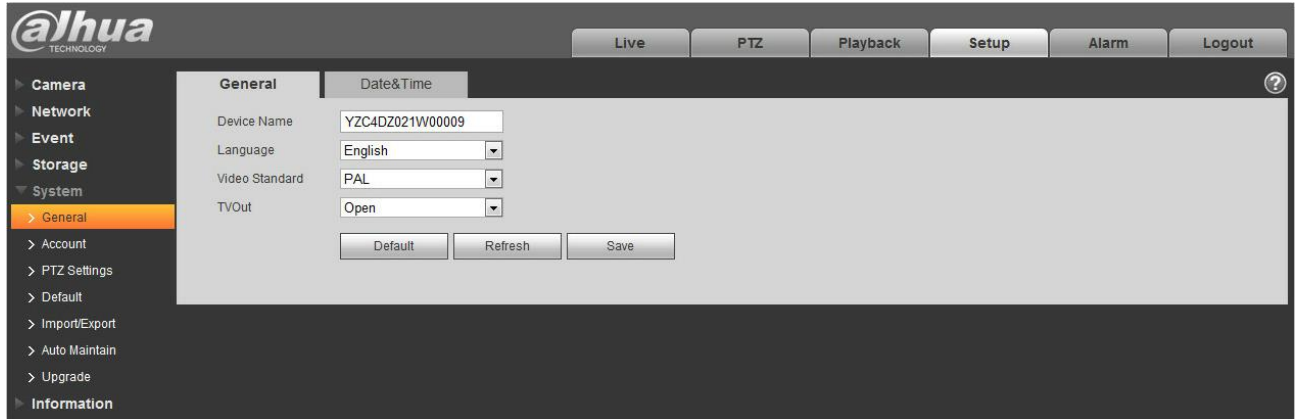 alhua
TECHNOLOGY
Live PTZ Playback Setup Alarm Logout
Camera
Network
Event
Storage
System
> General
> Account
> PTZ Settings
> Default
> Import/Export
> Auto Maintain
> Upgrade
Information
General Date&Time ?
Device Name YZC4DZ021W00009
Language English
Video Standard PAL
TVOut Open
Default Refresh Save